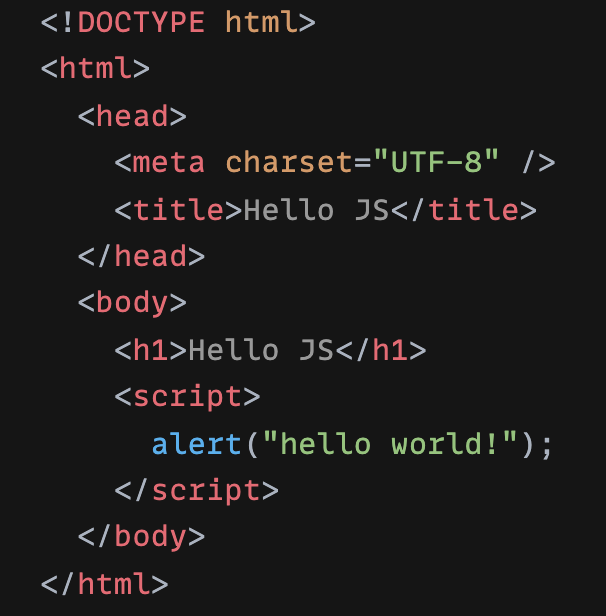 <!DOCTYPE html>
<html>
  <head>
    <meta charset="UTF-8" />
    <title>Hello JS</title>
  </head>
  <body>
    <h1>Hello JS</h1>
    <script>
      alert("hello world!");
    </script>
  </body>
</html>